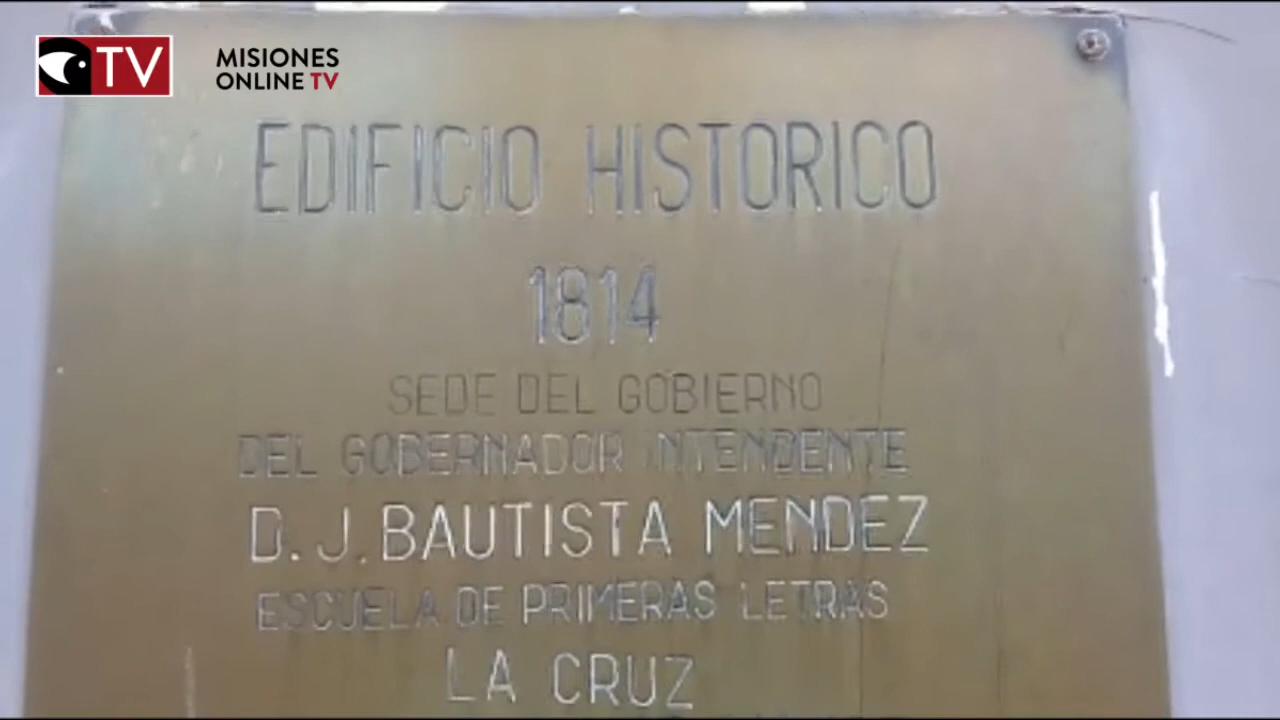 TV
MISIONES
ONLINE TV
EDIFICIO HISTORICO
1814
SEDE DEL GOBIERNO
DEL GOBERNADOR INTENDENTE
D. J. BAUTISTA MENDEZ
ESCUELA DE PRIMERAS LETRAS
LA CRUZ